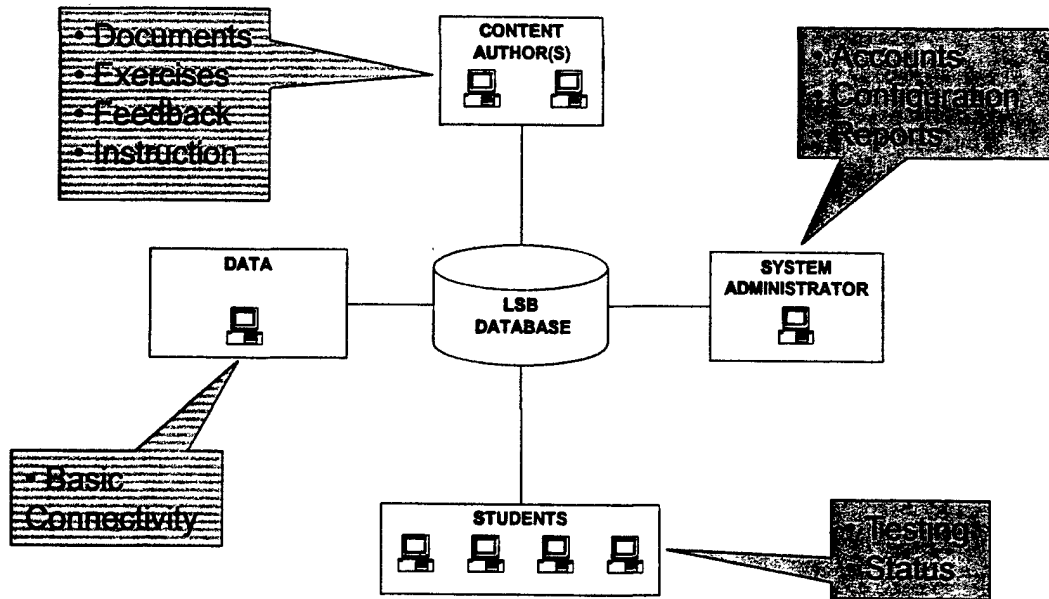 • Documents
• Exercises
• Feedback
• Instruction
CONTENT
AUTHOR(S)
• Accounts
• Configuration
• Reports
DATA
LSB
DATABASE
SYSTEM
ADMINISTRATOR
• Basic
Connectivity
STUDENTS
• Testing
• Status